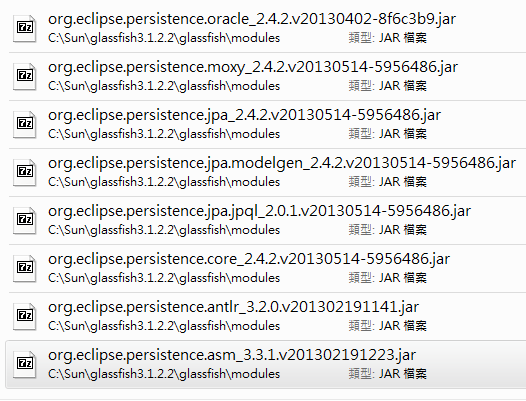 org.eclipse.persistence.oracle_2.4.2.v20130402-8f6c3b9.jar
C:\Sun\glassfish3.1.2.2\glassfish\modules 類型: JAR 檔案
org.eclipse.persistence.moxy_2.4.2.v20130514-5956486.jar
C:\Sun\glassfish3.1.2.2\glassfish\modules 類型: JAR 檔案
org.eclipse.persistence.jpa_2.4.2.v20130514-5956486.jar
C:\Sun\glassfish3.1.2.2\glassfish\modules 類型: JAR 檔案
org.eclipse.persistence.jpa.modelgen_2.4.2.v20130514-5956486.jar
C:\Sun\glassfish3.1.2.2\glassfish\modules 類型: JAR 檔案
org.eclipse.persistence.jpa.jpql_2.0.1.v20130514-5956486.jar
C:\Sun\glassfish3.1.2.2\glassfish\modules 類型: JAR 檔案
org.eclipse.persistence.core_2.4.2.v20130514-5956486.jar
C:\Sun\glassfish3.1.2.2\glassfish\modules 類型: JAR 檔案
org.eclipse.persistence.antlr_3.2.0.v201302191141.jar
C:\Sun\glassfish3.1.2.2\glassfish\modules 類型: JAR 檔案
org.eclipse.persistence.asm_3.3.1.v201302191223.jar
C:\Sun\glassfish3.1.2.2\glassfish\modules 類型: JAR 檔案